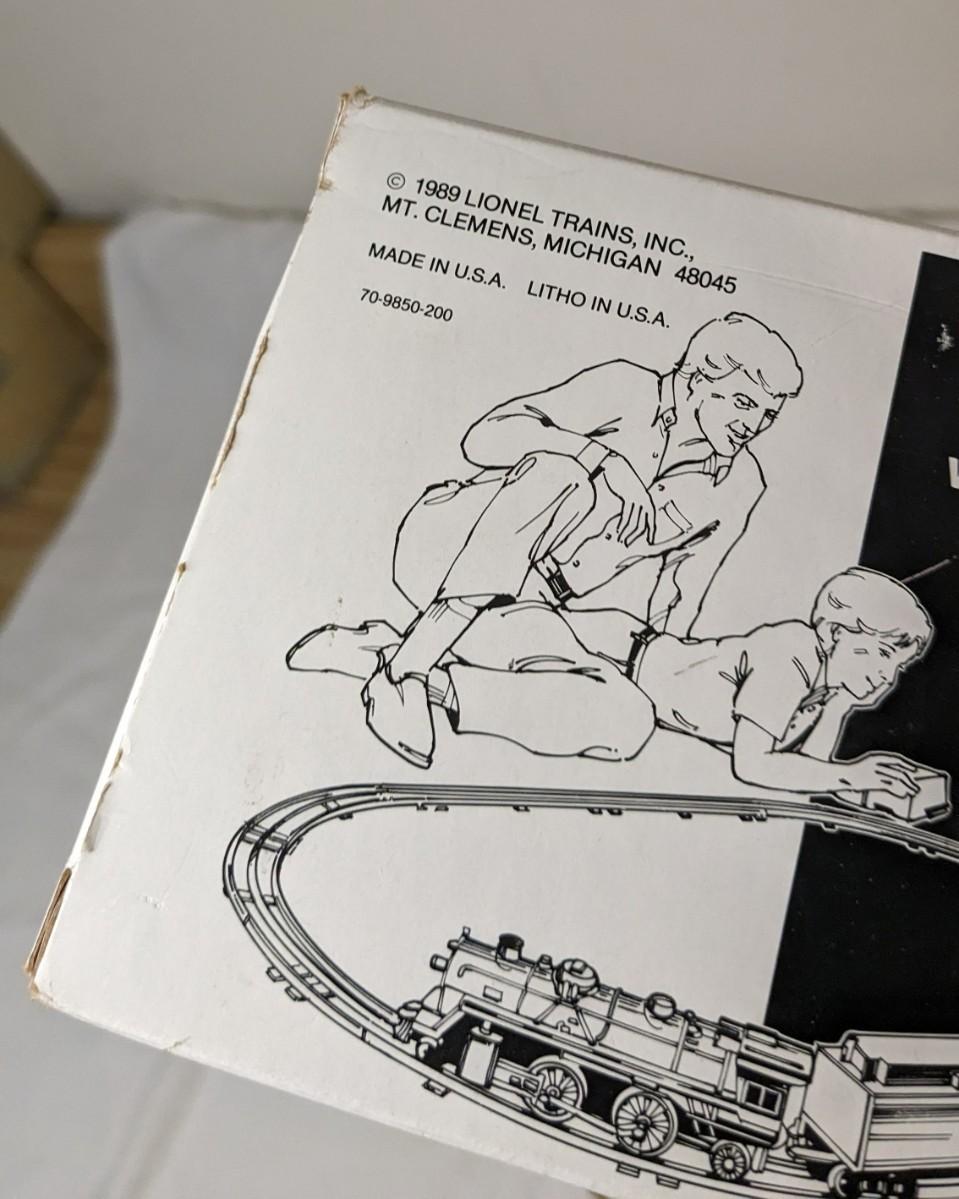 © 1989 LIONEL TRAINS, INC.,
MT. CLEMENS, MICHIGAN 48045
MADE IN U.S.A. LITHO IN U.S.A.
70-9850-200